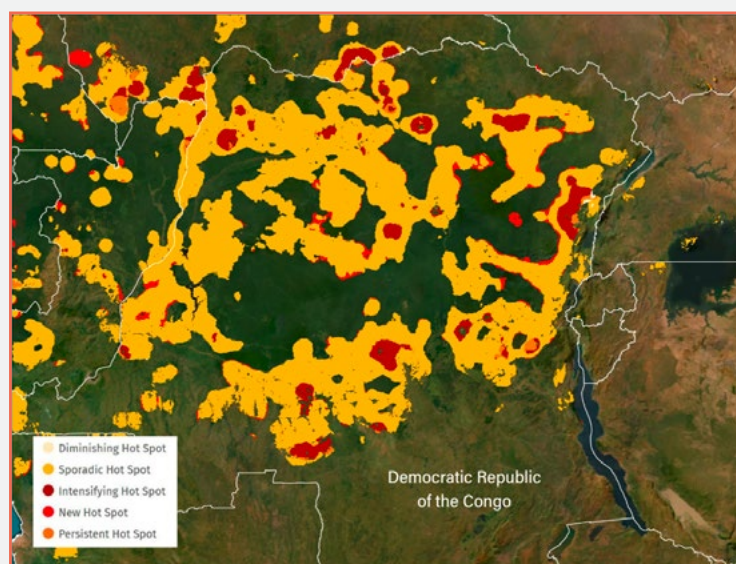 Diminishing Hot Spot
Sporadic Hot Spot
Intensifying Hot Spot
New Hot Spot
Persistent Hot Spot
Democratic Republic
of the Congo